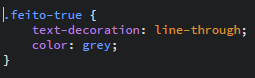 .feito-true {
    text-decoration: line-through;
    color: grey;
}